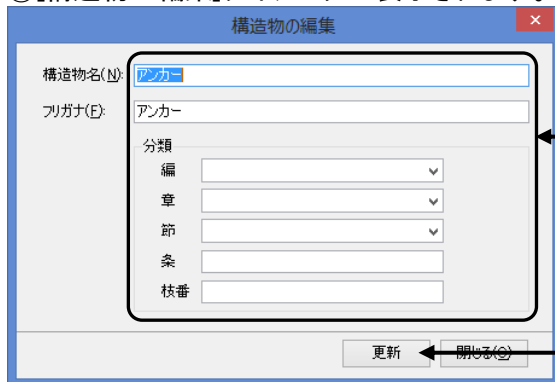 構造物の編集
構造物名(N):
アンカー
フリガナ(F):
アンカー
分類
編
章
節
条
枝番
更新
閉じる(O)